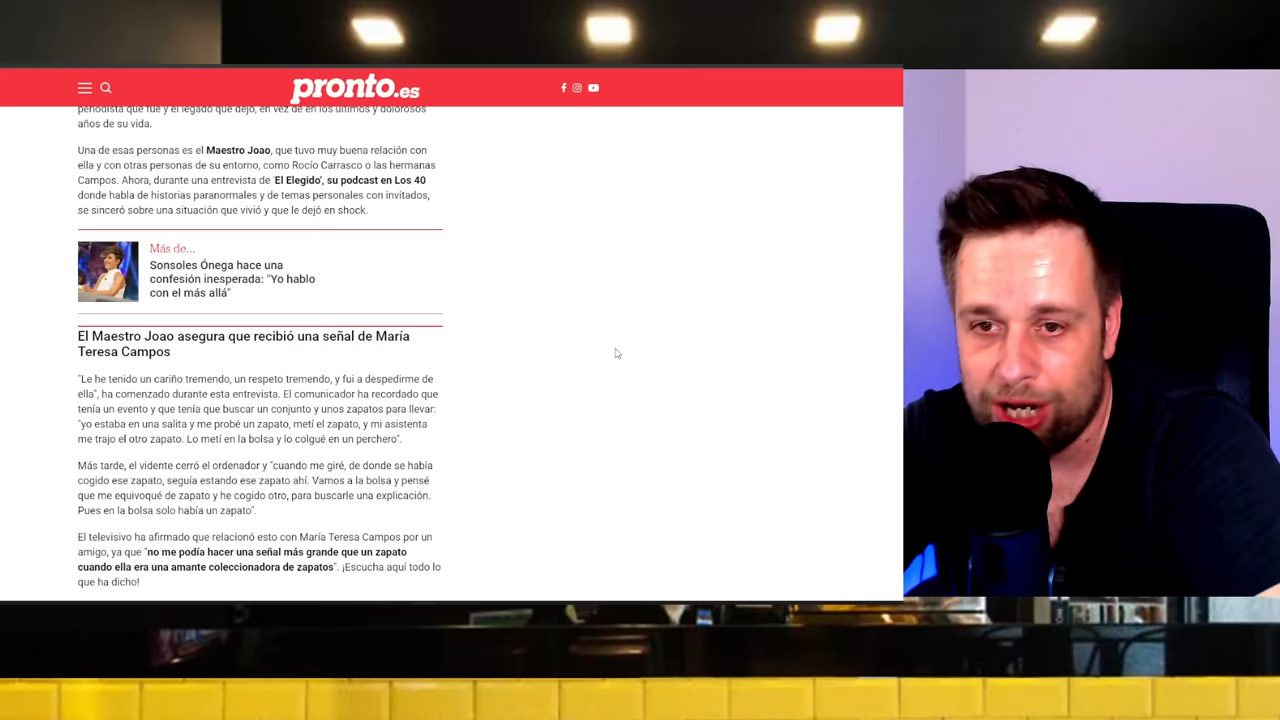 pronto.es
periodista que fue y el legado que dejó, en vez de en los últimos y dolorosos
años de su vida.
Una de esas personas es el Maestro Joao, que tuvo muy buena relación con
ella y con otras personas de su entorno, como Rocío Carrasco o las hermanas
Campos. Ahora, durante una entrevista de 'El Elegido', su podcast en Los 40
donde habla de historias paranormales y de temas personales con invitados,
se sinceró sobre una situación que vivió y que le dejó en shock.
Más de...
Sonsoles Ónega hace una
confesión inesperada: "Yo hablo
con el más allá"
El Maestro Joao asegura que recibió una señal de María
Teresa Campos
"Le he tenido un cariño tremendo, un respeto tremendo, y fui a despedirme de
ella", ha comenzado durante esta entrevista. El comunicador ha recordado que
tenía un evento y que tenía que buscar un conjunto y unos zapatos para llevar:
"yo estaba en una salita y me probé un zapato, metí el zapato, y mi asistenta
me trajo el otro zapato. Lo metí en la bolsa y lo colgué en un perchero".
Más tarde, el vidente cerró el ordenador y "cuando me giré, de donde se había
cogido ese zapato, seguía estando ese zapato ahí. Vamos a la bolsa y pensé
que me equivoqué de zapato y he cogido otro, para buscarle una explicación.
Pues en la bolsa solo había un zapato".
El televisivo ha afirmado que relacionó esto con María Teresa Campos por un
amigo, ya que "no me podía hacer una señal más grande que un zapato
cuando ella era una amante coleccionadora de zapatos". ¡Escucha aquí todo lo
que ha dicho!